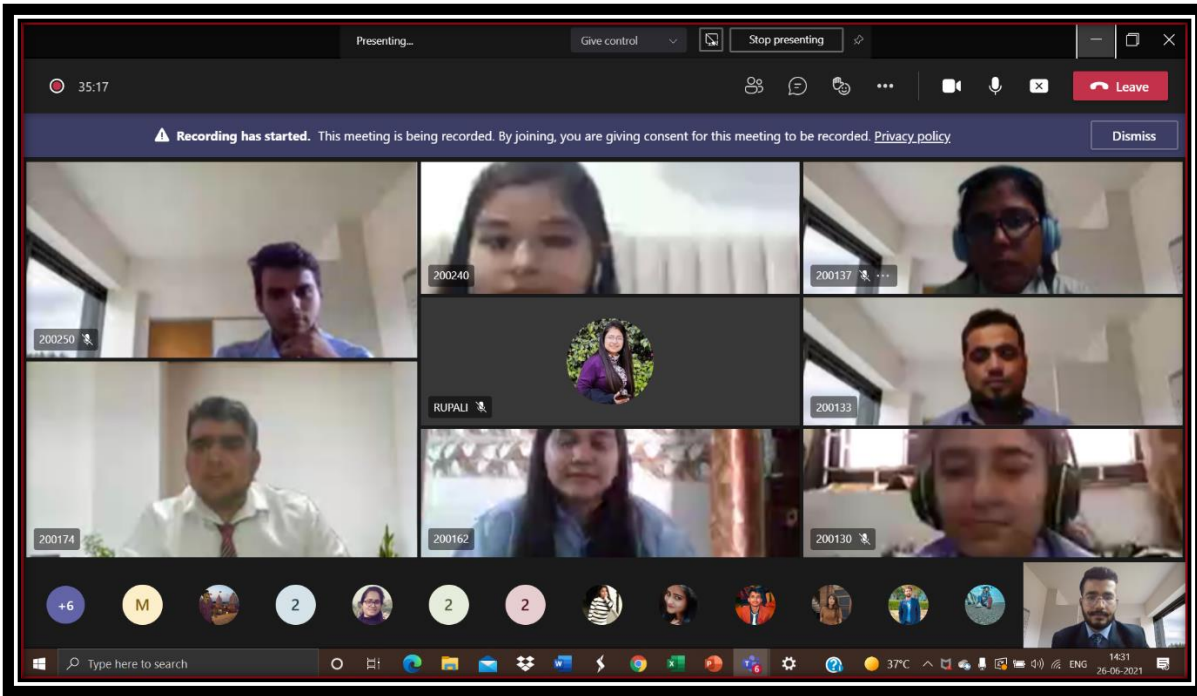 Presenting...
Give control
Stop presenting
35:17
Leave
Recording has started. This meeting is being recorded. By joining, you are giving consent for this meeting to be recorded. Privacy policy
Dismiss
200250
200240
200137
RUPALI
200133
200174
200162
200130
+6
M
2
2
2
Type here to search
6
37°C
ENG
14:31
26-06-2021